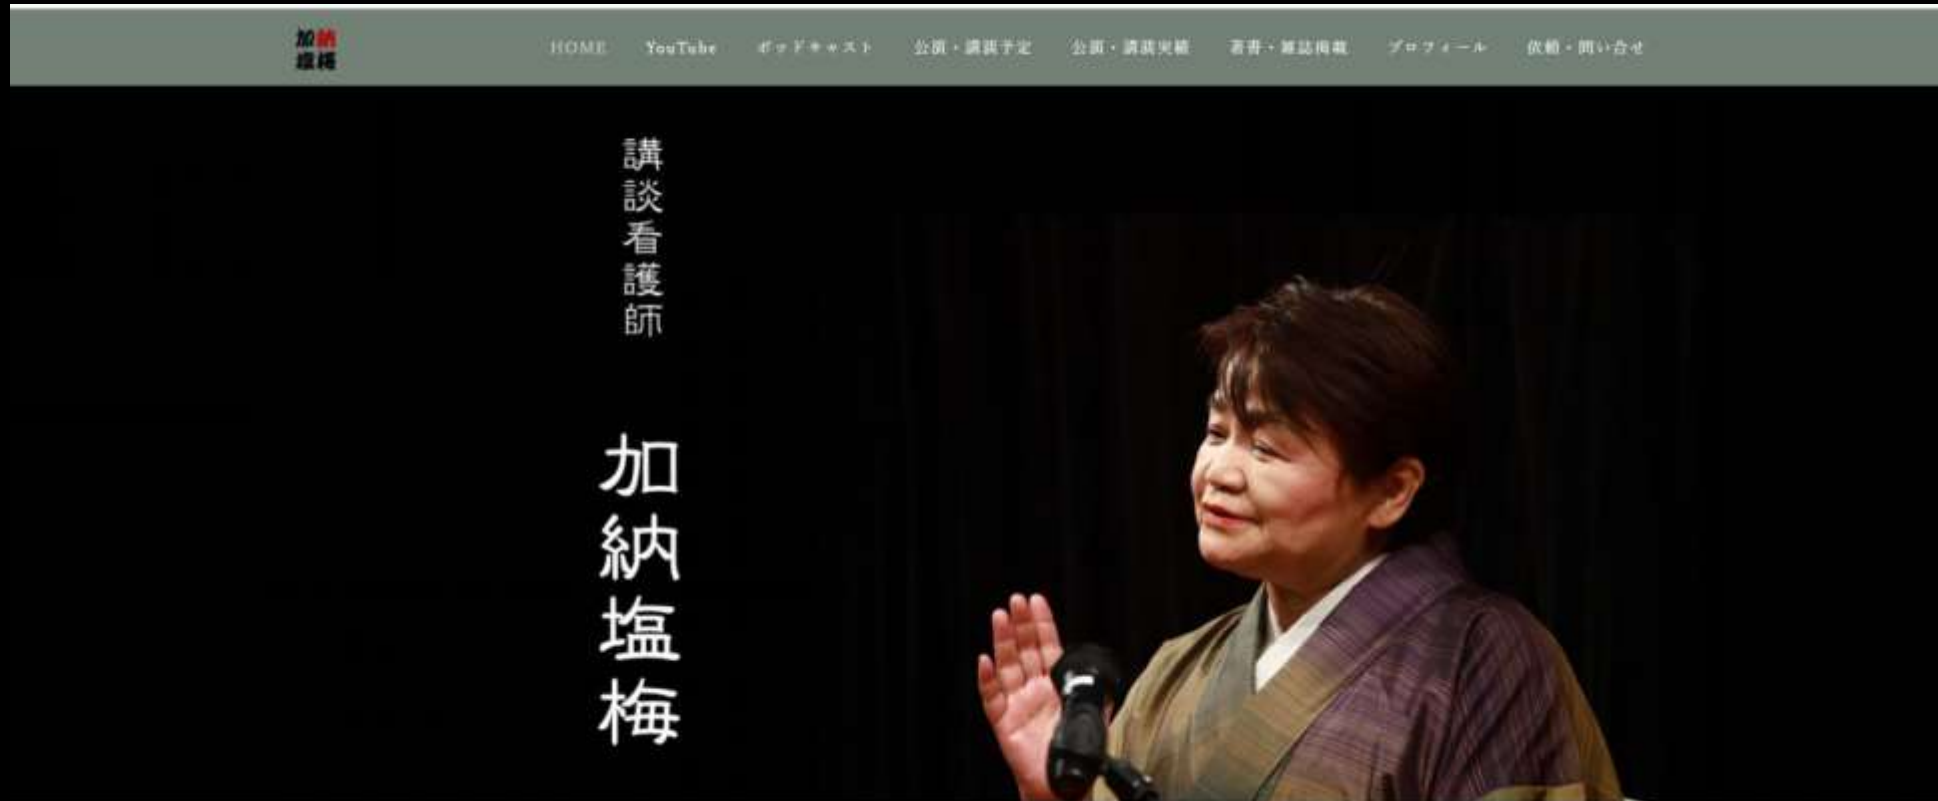 加納
塩梅
HOME
YouTube
ポッドキャスト
公演・講演予定
公演・講演実績
著書・雑誌掲載
プロフィール
依頼・問い合せ
講談看護師
加納塩梅